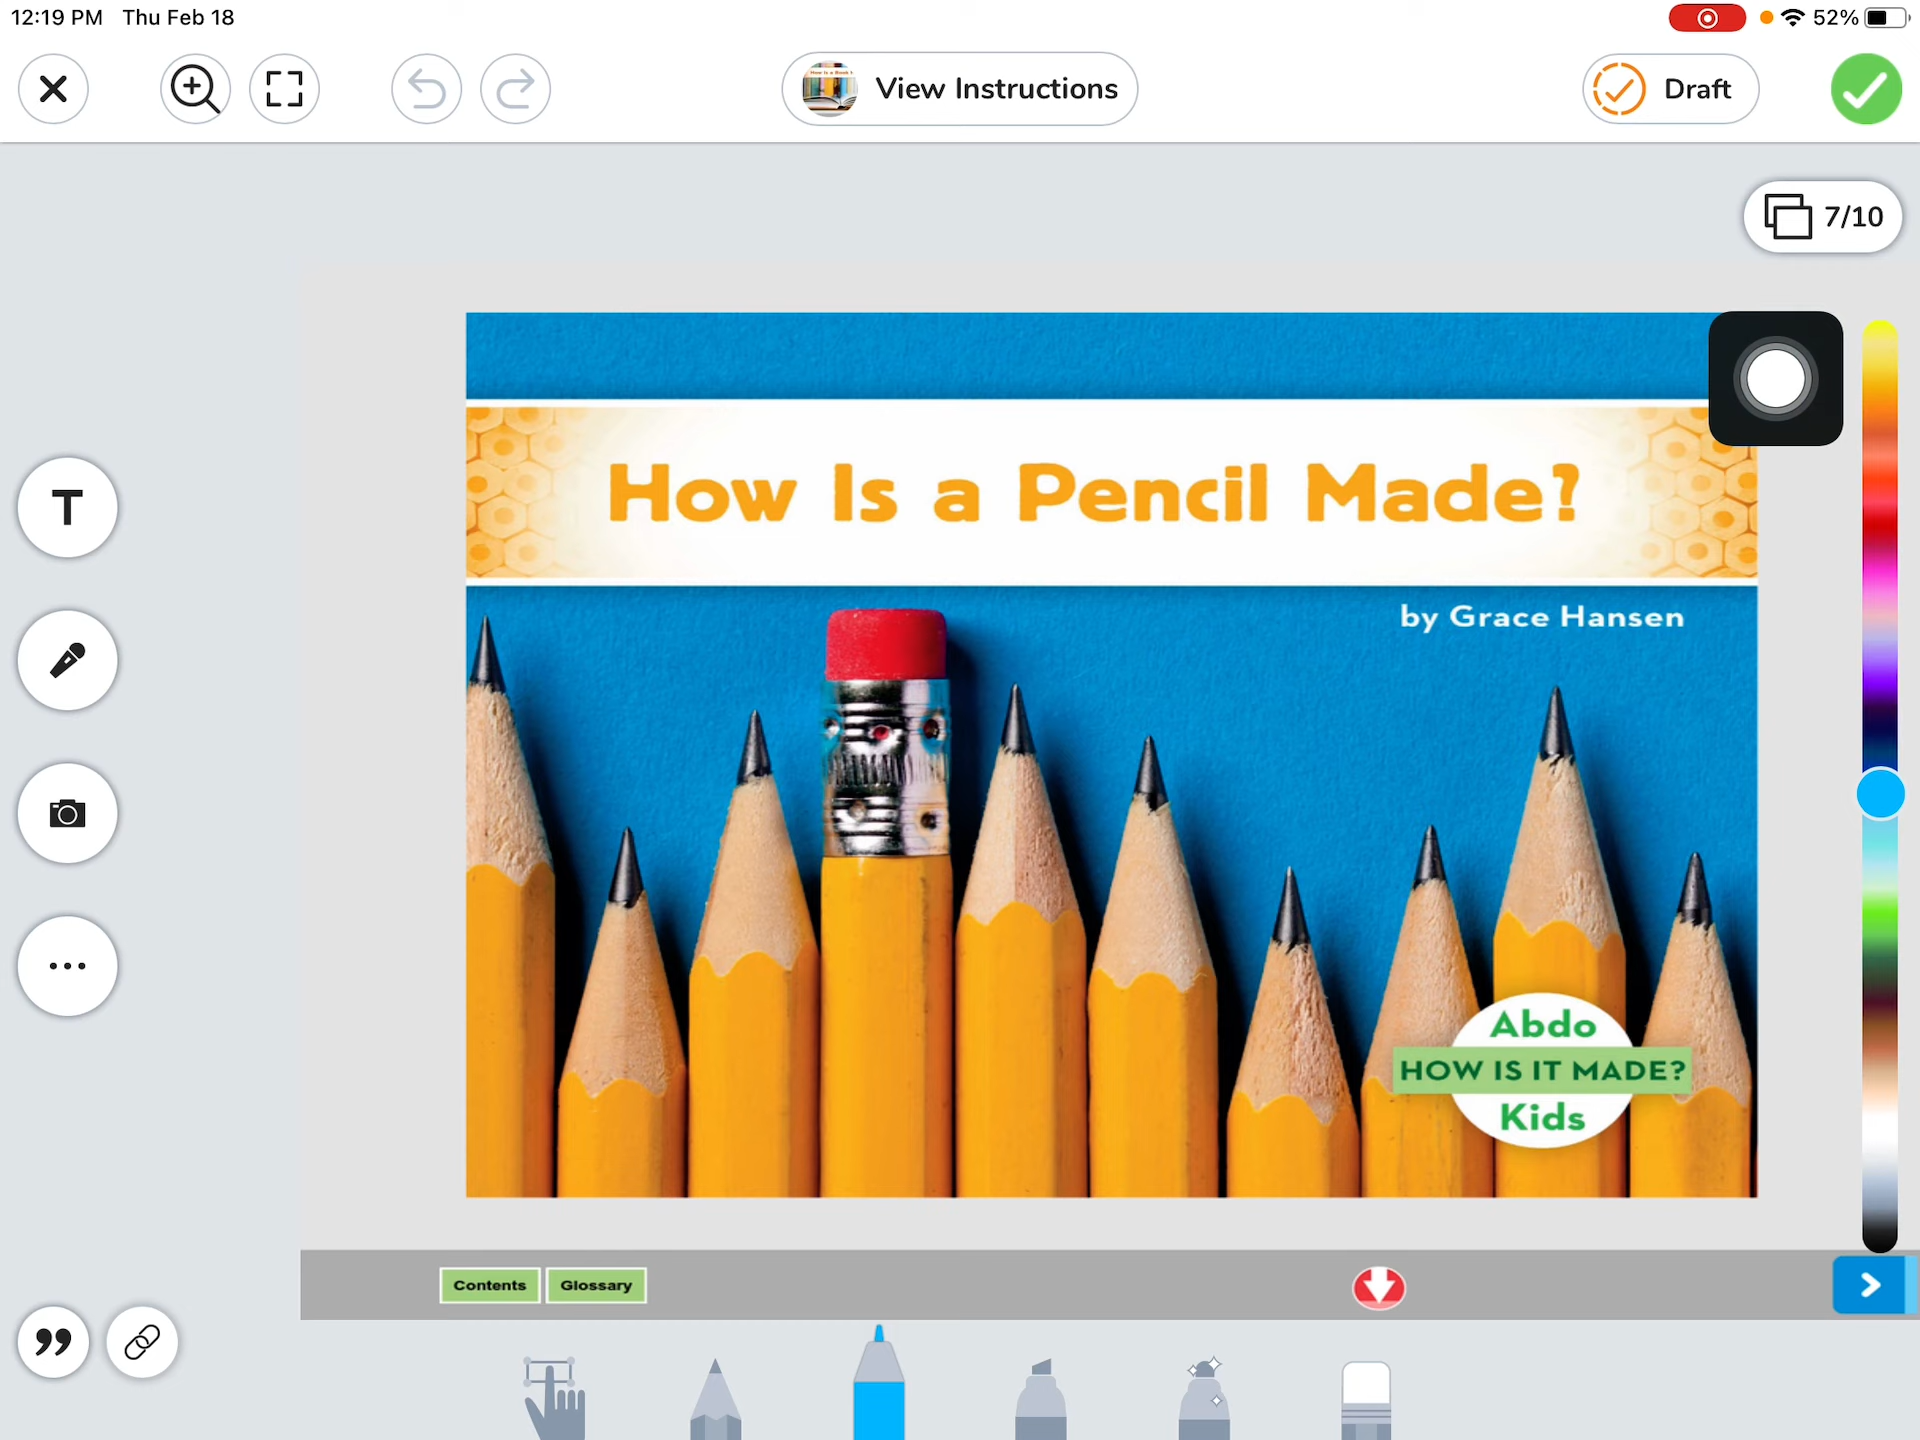 12:19 PM Thu Feb 18
52%
View Instructions
Draft
7/10
How Is a Pencil Made?
by Grace Hansen
T
Abdo
HOW IS IT MADE?
Kids
Contents
Glossary